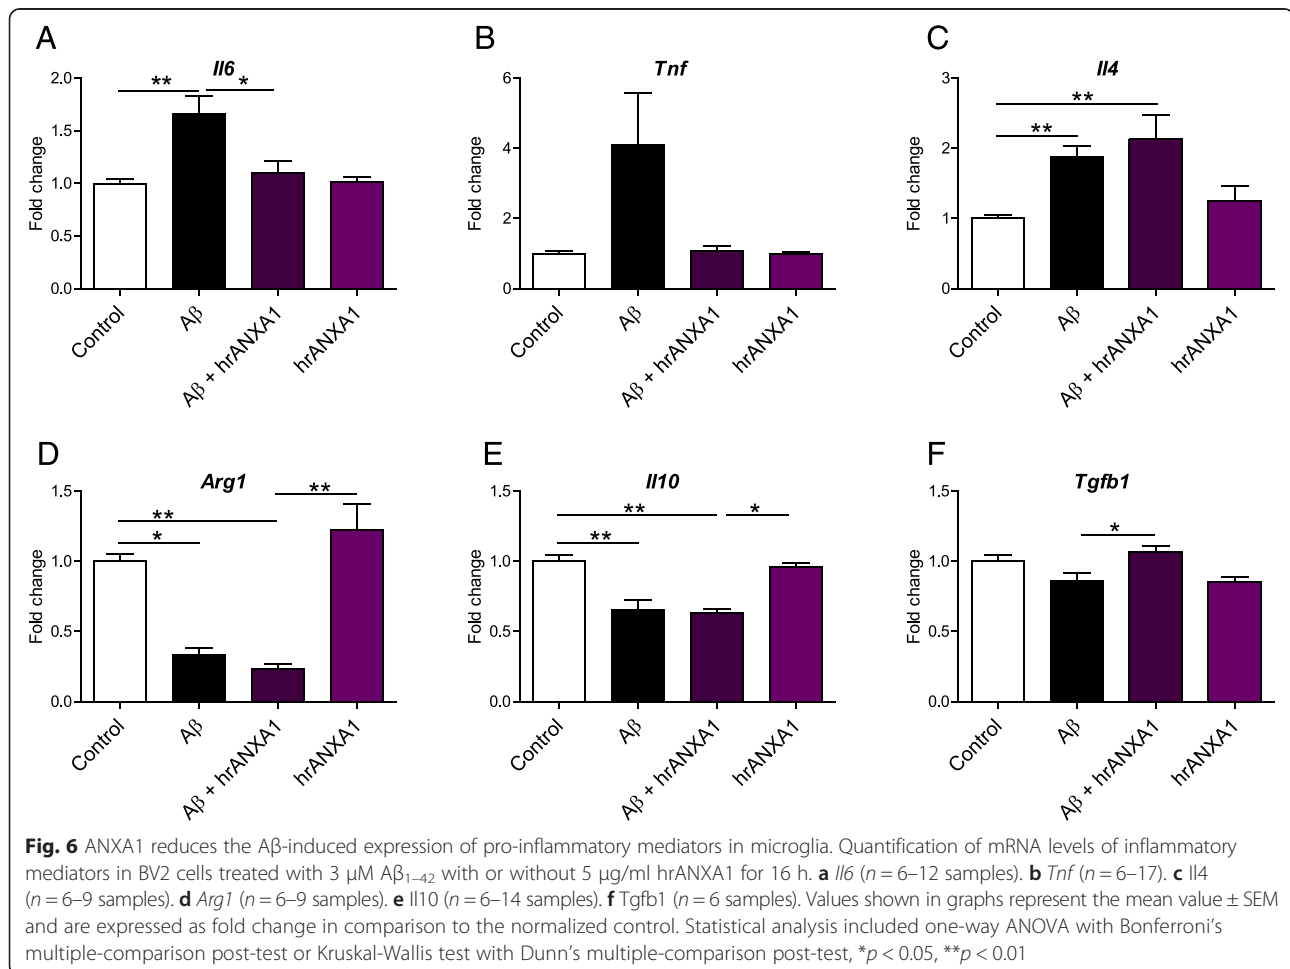 A
Il6
**
*
Fold change
2.0
1.5
1.0
0.5
0.0
Control
Aβ
Aβ + hrANXA1
hrANXA1
B
Tnf
Fold change
6
4
2
0
Control
Aβ
Aβ + hrANXA1
hrANXA1
C
Il4
**
**
Fold change
3
2
1
0
Control
Aβ
Aβ + hrANXA1
hrANXA1
D
Arg1
**
**
*
Fold change
1.5
1.0
0.5
0.0
Control
Aβ
Aβ + hrANXA1
hrANXA1
E
Il10
**
*
**
Fold change
1.5
1.0
0.5
0.0
Control
Aβ
Aβ + hrANXA1
hrANXA1
F
Tgfb1
*
Fold change
1.5
1.0
0.5
0.0
Control
Aβ
Aβ + hrANXA1
hrANXA1
Fig. 6 ANXA1 reduces the Aβ-induced expression of pro-inflammatory mediators in microglia. Quantification of mRNA levels of inflammatory
mediators in BV2 cells treated with 3 μM Aβ1–42 with or without 5 μg/ml hrANXA1 for 16 h. a Il6 (n = 6–12 samples). b Tnf (n = 6–17). c Il4
(n = 6–9 samples). d Arg1 (n = 6–9 samples). e Il10 (n = 6–14 samples). f Tgfb1 (n = 6 samples). Values shown in graphs represent the mean value ± SEM
and are expressed as fold change in comparison to the normalized control. Statistical analysis included one-way ANOVA with Bonferroni’s
multiple-comparison post-test or Kruskal-Wallis test with Dunn’s multiple-comparison post-test, *p < 0.05, **p < 0.01